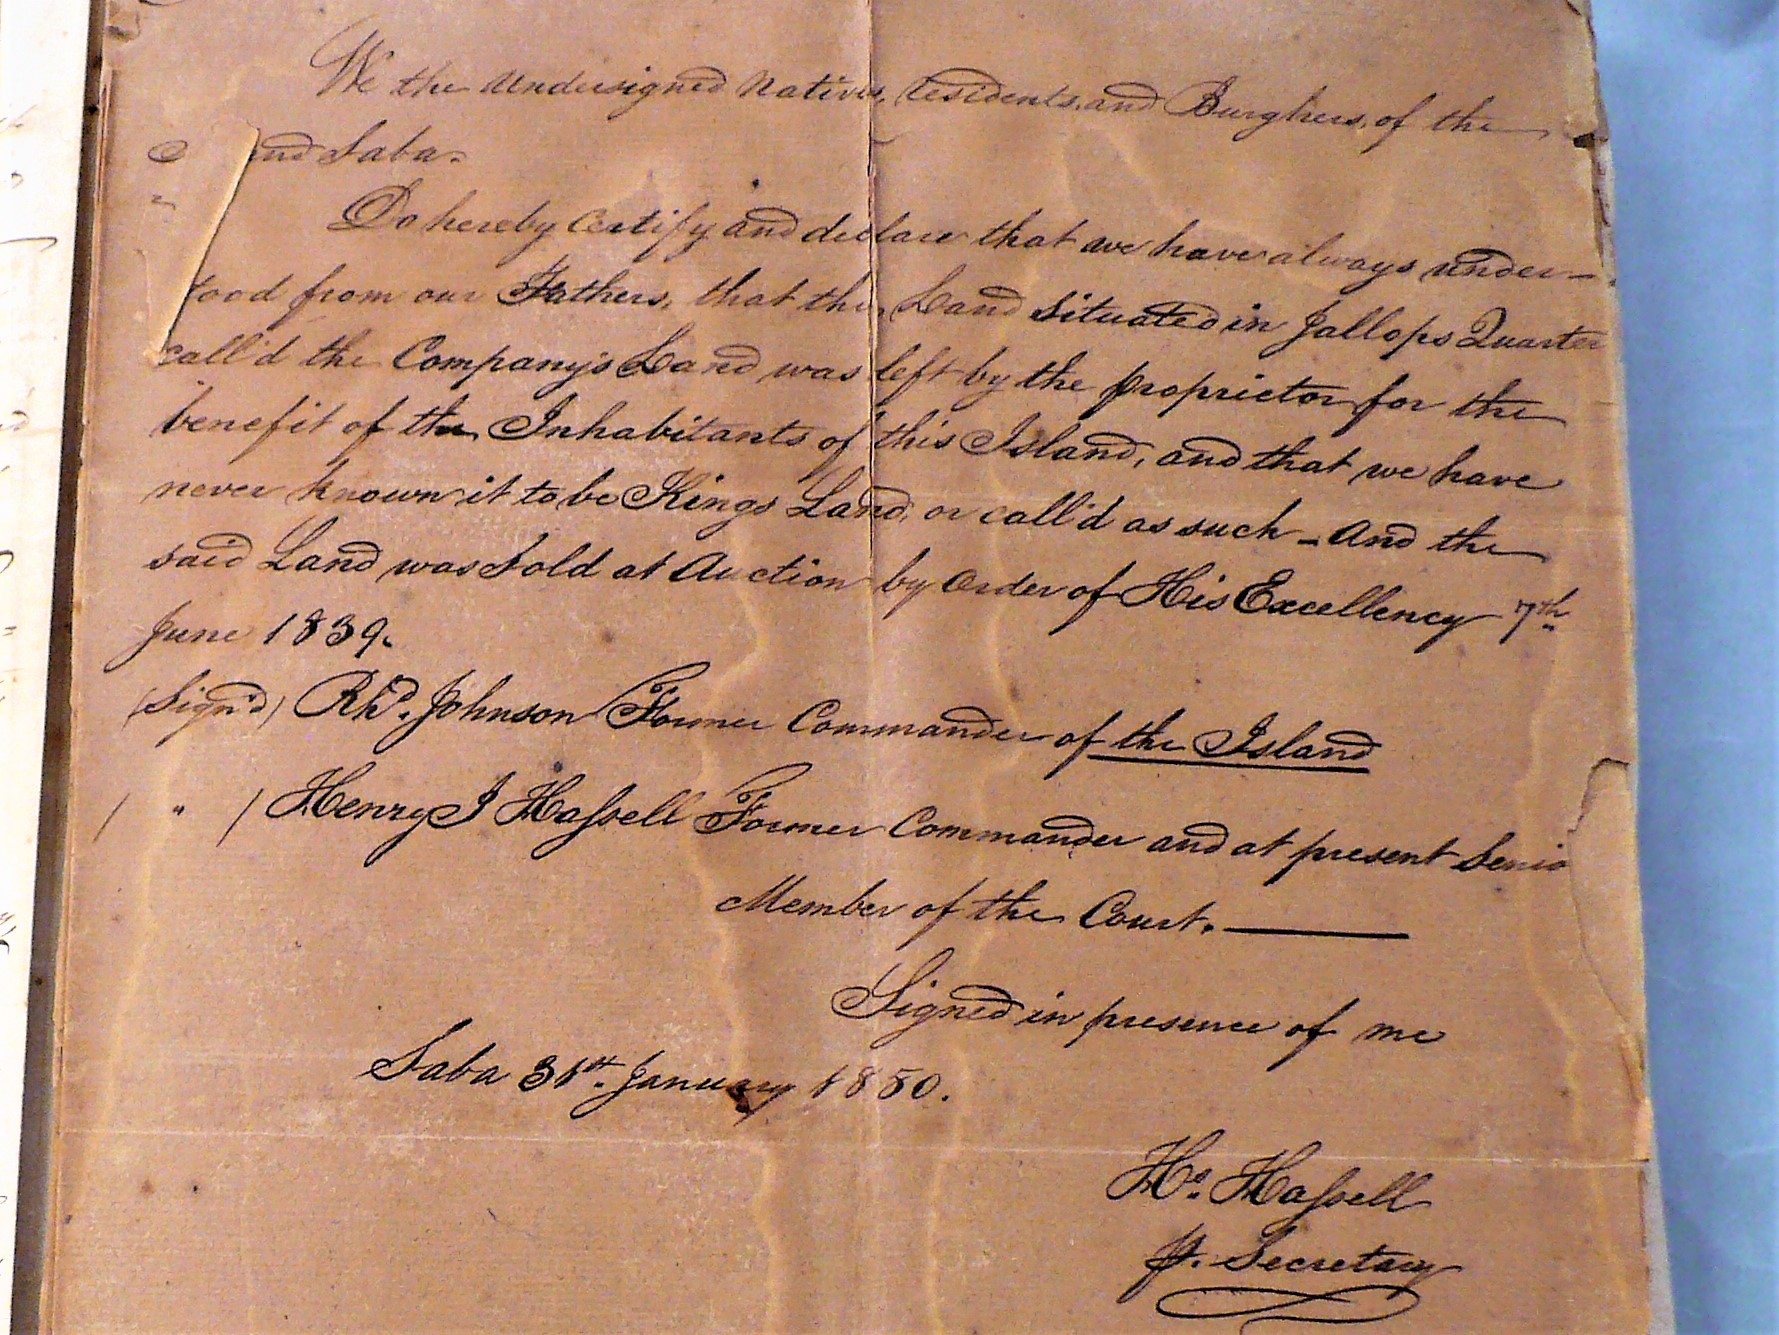 We the Undersigned Natives, residents, and Burghers, of the
nd Saba.
Do hereby Certify and declare that we have always under-
tood from our Fathers, that the Land situated in Jallops Quarter
call'd the Company's Land was left by the proprietor for the
benefit of the Inhabitants of this Island, and that we have
never known it to be Kings Land, or call'd as such - And the
said Land was Sold at Auction by Order of His Excellency 7th
June 1839.
(Sign'd) Rhd. Johnson Former Commander of the Island
( " ) Henry J Hassell Former Commander and at present Senio
Member of the Court.
Signed in presence of me
Saba 31st. January 1850.
Hs. Hassell
Secretary